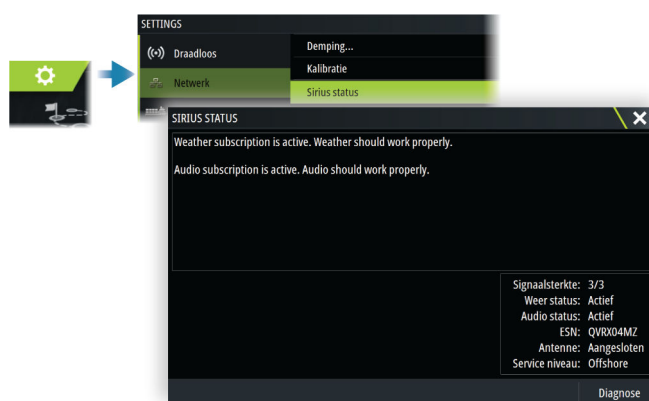 SETTINGS
Draadloos
Netwerk
Demping...
Kalibratie
Sirius status
SIRIUS STATUS
Weather subscription is active. Weather should work properly.
Audio subscription is active. Audio should work properly.
Signaalsterkte: 3/3
Weer status: Actief
Audio status: Actief
ESN: QVRX04MZ
Antenne: Aangesloten
Service niveau: Offshore
Diagnose